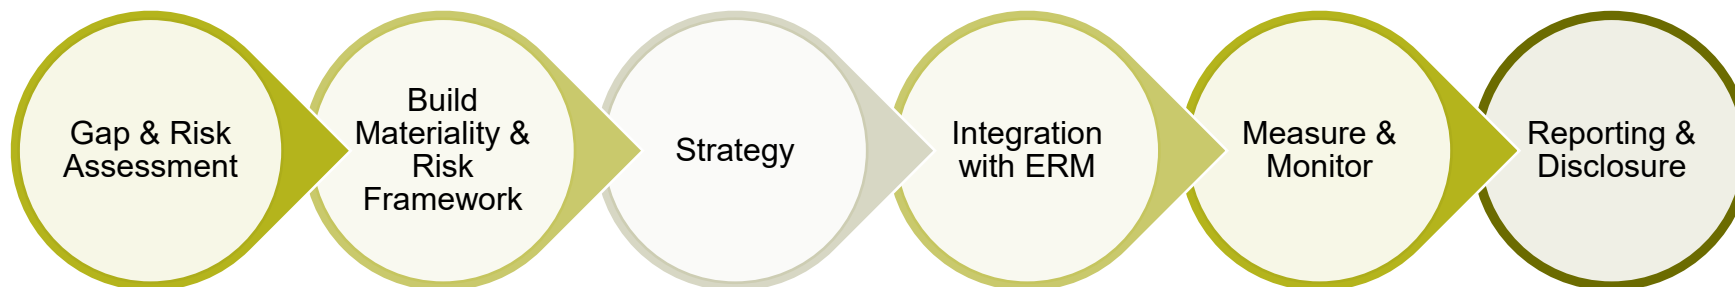 Gap & Risk
Assessment
Build
Materiality &
Risk
Framework
Strategy
Integration
with ERM
Measure &
Monitor
Reporting &
Disclosure